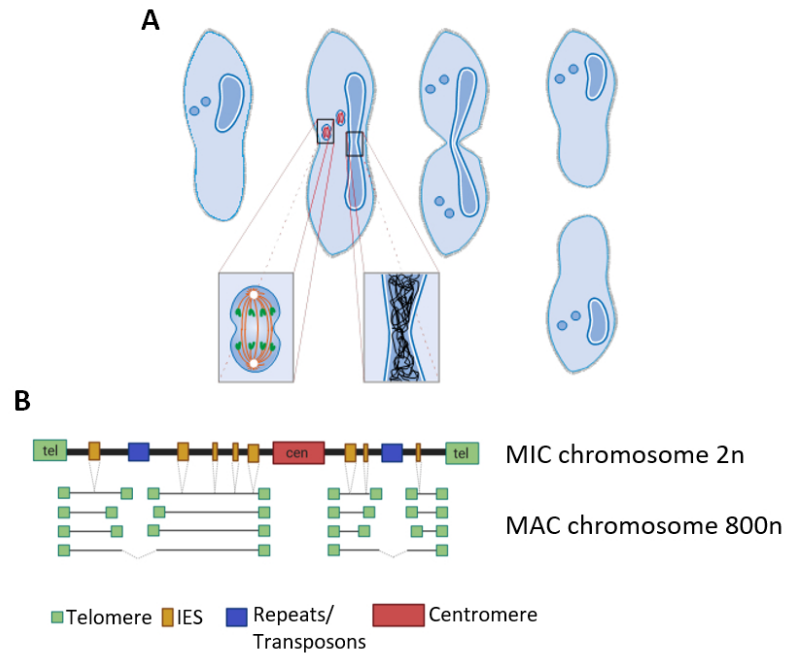 A
B
tel
cen
tel
MIC chromosome 2n
MAC chromosome 800n
Telomere
IES
Repeats/
Transposons
Centromere